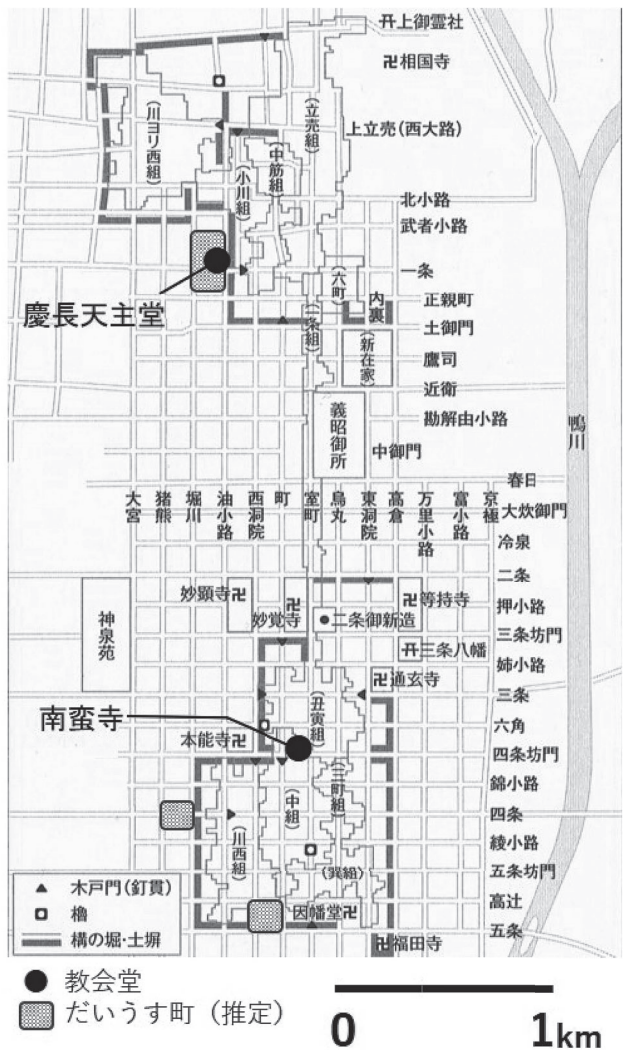 上御霊社
卍相国寺
(立売組)
上立売(西大路)
(川ヨリ西組)
(中筋組)
(小川組)
北小路
武者小路
一条
(六町)
慶長天主堂
正親町
内裏
土御門
(一条組)
(新在家)
鷹司
近衛
義昭御所
勘解由小路
鴨川
中御門
春日
大宮
猪熊
堀川
油小路
西洞院
町
室町
烏丸
東洞院
高倉
万里小路
富小路
京極
大炊御門
冷泉
二条
神泉苑
妙顕寺卍
卍
妙覚寺
卍等持寺
押小路
二条御新造
三条坊門
三条八幡
姉小路
卍通玄寺
三条
南蛮寺
(丑寅組)
六角
本能寺卍
四条坊門
錦小路
(三町組)
(中組)
四条
(川西組)
綾小路
(巽組)
五条坊門
高辻
因幡堂卍
五条
卍福田寺
木戸門(釘貫)
櫓
構の堀・土塀
教会堂
だいうす町(推定)
0
1km